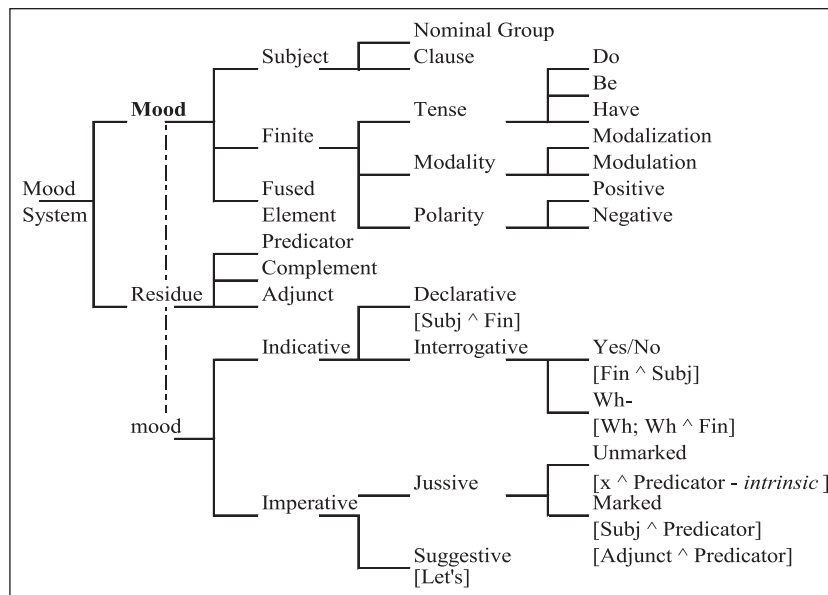 Nominal Group
Subject Clause Do
Be
Mood Tense Have
Finite Modalization
Modality Modulation
Mood Fused Positive
System Element Polarity Negative
Predicator
Complement
Residue Adjunct Declarative
[Subj ^ Fin]
Indicative Interrogative Yes/No
[Fin ^ Subj]
Wh-
mood [Wh; Wh ^ Fin]
Unmarked
Jussive [x ^ Predicator - intrinsic ]
Imperative Marked
[Subj ^ Predicator]
Suggestive [Adjunct ^ Predicator]
[Let's]